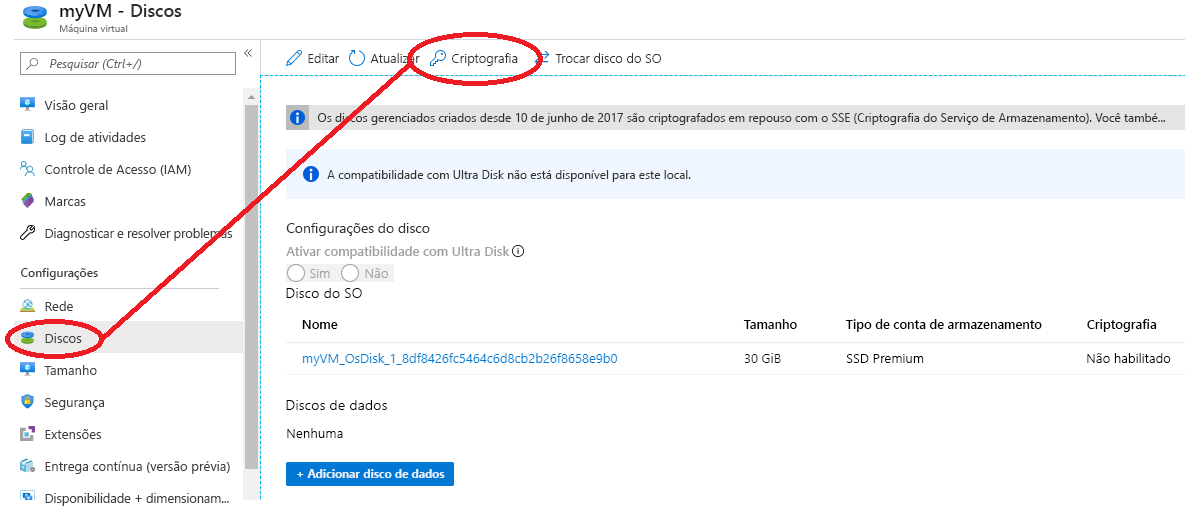 myVM - Discos
Máquina virtual
«
Pesquisar (Ctrl+/)
Visão geral
Log de atividades
Controle de Acesso (IAM)
Marcas
Diagnosticar e resolver problemas
Configurações
Rede
Discos
Tamanho
Segurança
Extensões
Entrega contínua (versão prévia)
Disponibilidade + dimensionam...
Editar Atualizar Criptografia Trocar disco do SO
Os discos gerenciados criados desde 10 de junho de 2017 são criptografados em repouso com o SSE (Criptografia do Serviço de Armazenamento). Você també...
A compatibilidade com Ultra Disk não está disponível para este local.
Configurações do disco
Ativar compatibilidade com Ultra Disk
Sim Não
Disco do SO
Nome Tamanho Tipo de conta de armazenamento Criptografia
myVM_OsDisk_1_8df8426fc5464c6d8cb2b26f8658e9b0 30 GiB SSD Premium Não habilitado
Discos de dados
Nenhuma
+ Adicionar disco de dados